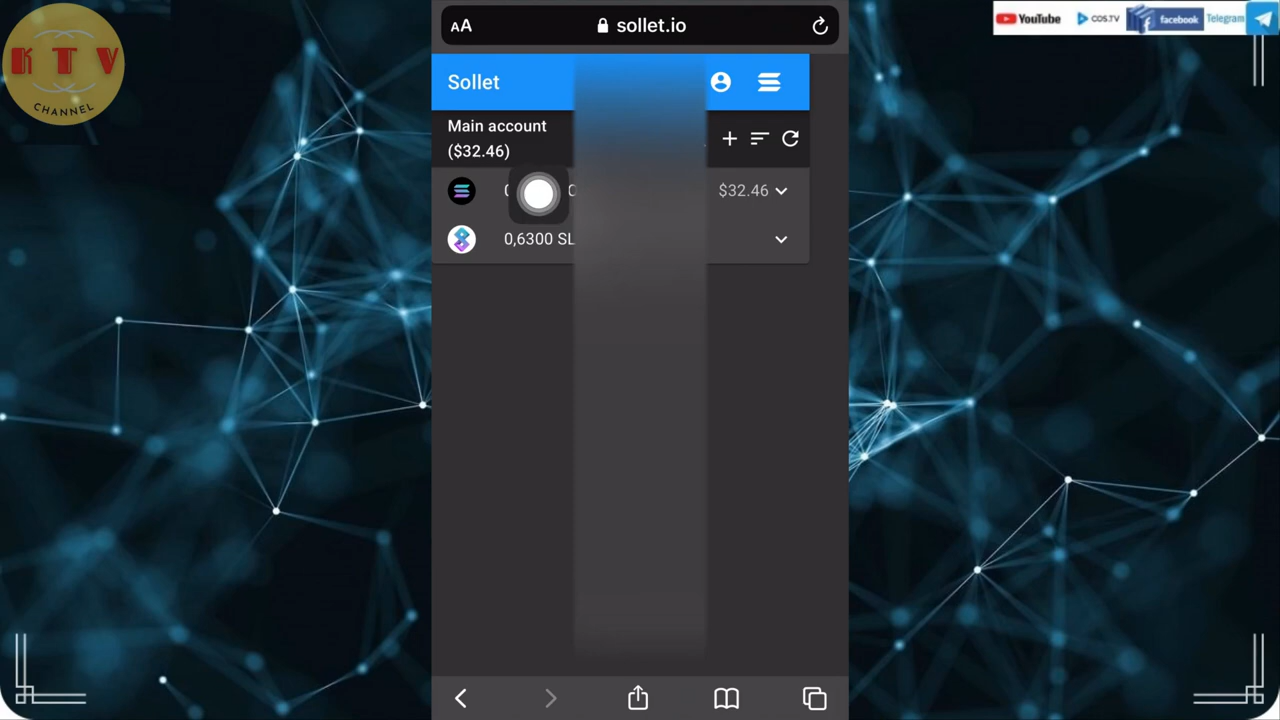 K T V
CHANNEL
YouTube
COS.TV
facebook
Telegram
AA
sollet.io
Sollet
Main account
($32.46)
$32.46
0,6300 SL